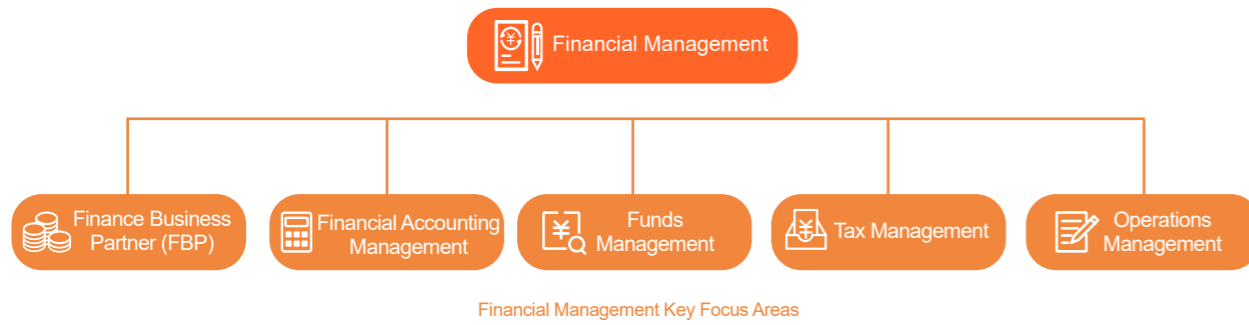 Financial Management
Finance Business
Partner (FBP)
Financial Accounting
Management
Funds
Management
Tax Management
Operations
Management
Financial Management Key Focus Areas